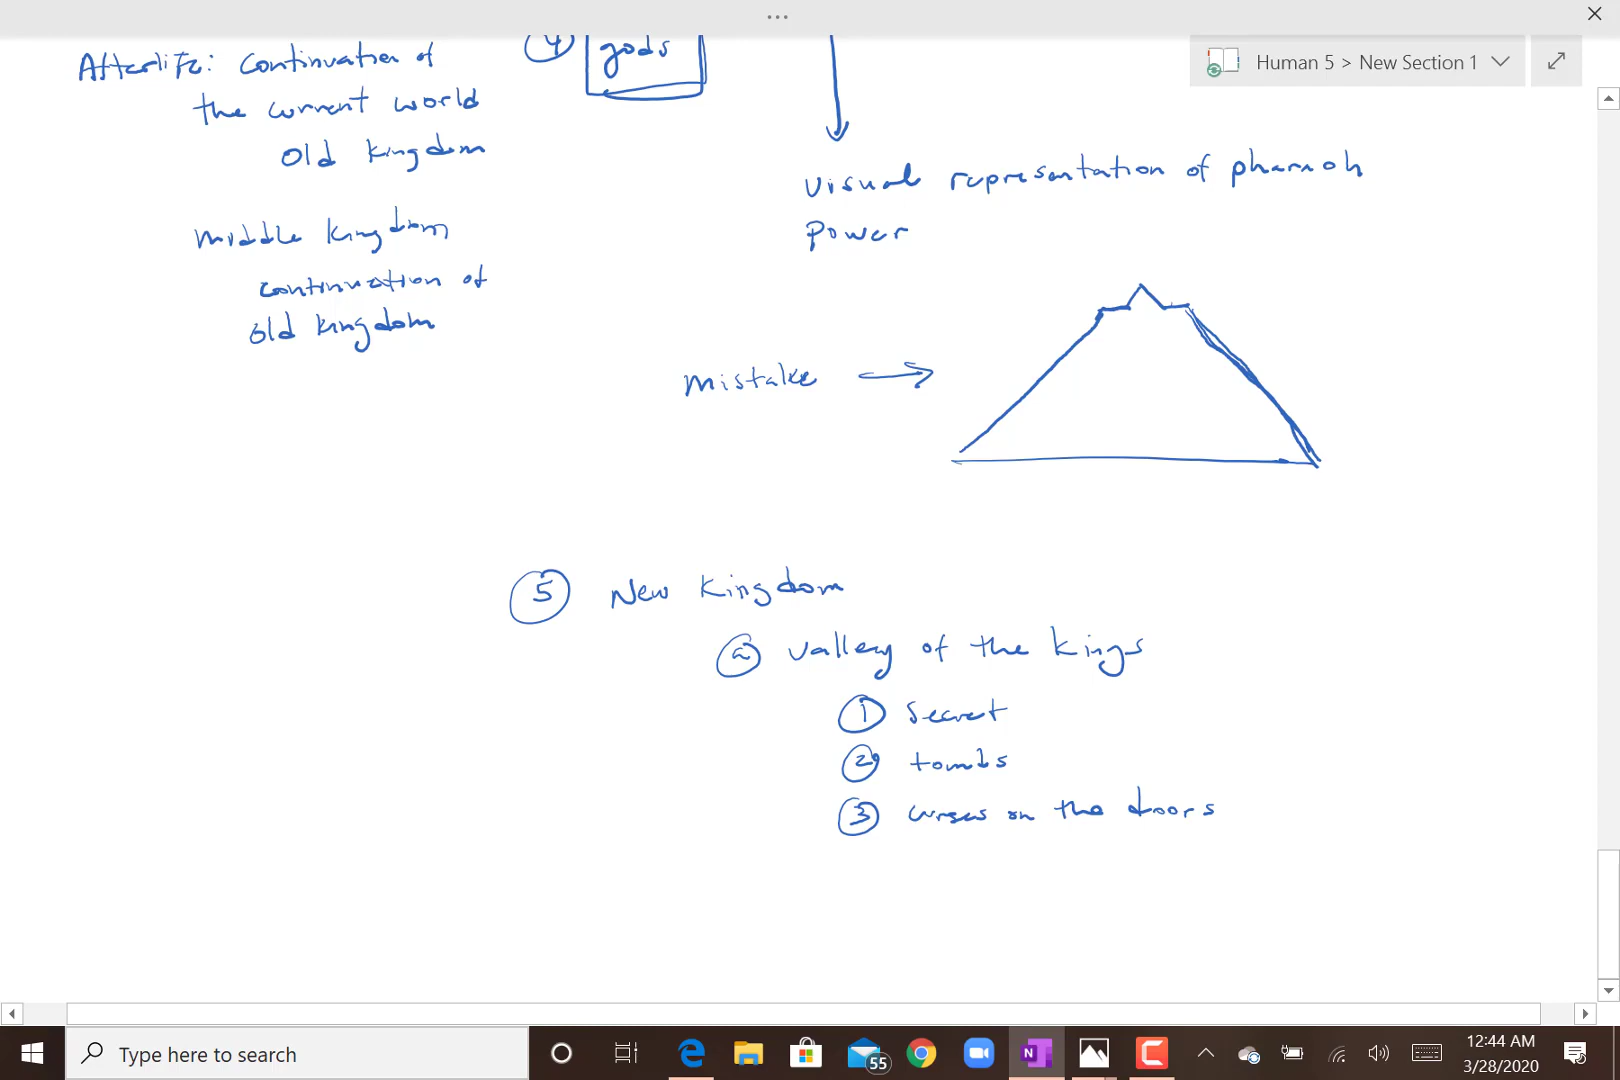 Human 5 > New Section 1
Afterlife: Continuation of
the current world
Old Kingdom
Middle Kingdom
continuation of
old kingdom
4 gods
Visual representation of pharaoh
Power
Mistake →
5 New Kingdom
a Valley of the Kings
1 Secret
2 tombs
3 curses on the doors
Type here to search
55
N
12:44 AM
3/28/2020